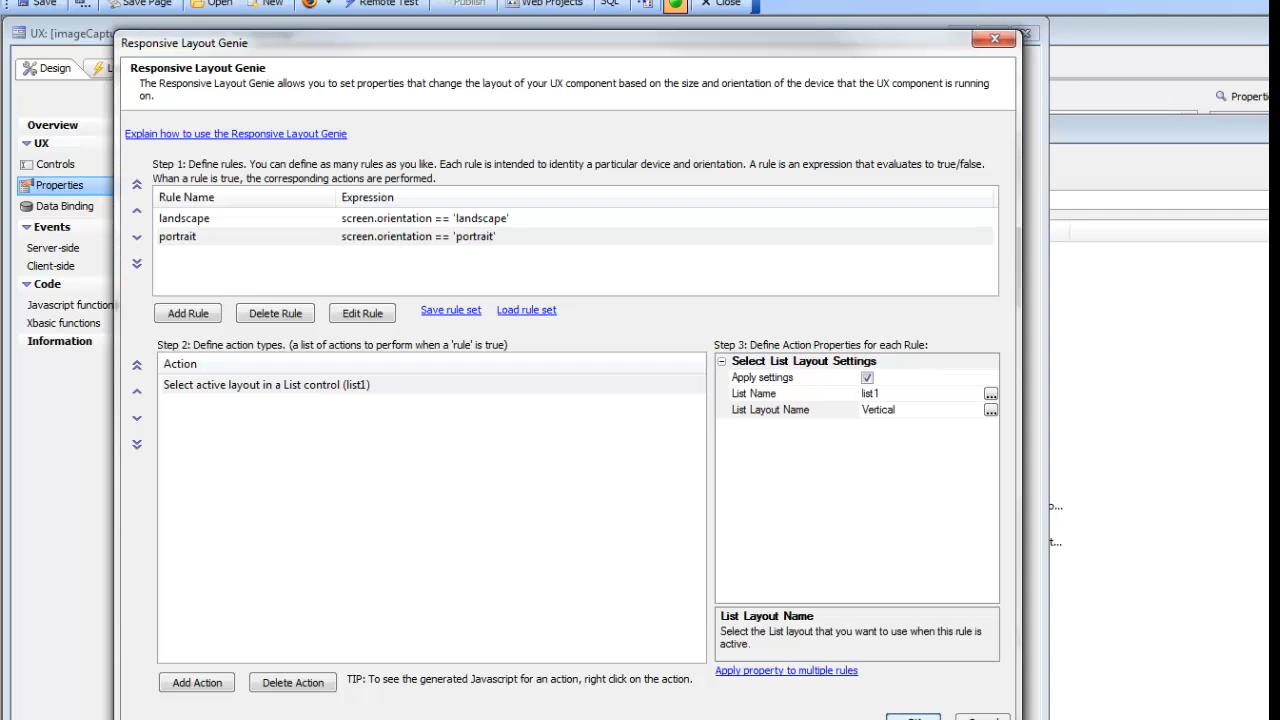 Save
Save Page
Open
New
Remote Test
Publish
Web Projects
SQL
Close
UX: [imageCaptu
Responsive Layout Genie
Design
Responsive Layout Genie
The Responsive Layout Genie allows you to set properties that change the layout of your UX component based on the size and orientation of the device that the UX component is running
on.
Overview
UX
Controls
Properties
Data Binding
Events
Server-side
Client-side
Code
Javascript function
Xbasic functions
Information
Explain how to use the Responsive Layout Genie
Step 1: Define rules. You can define as many rules as you like. Each rule is intended to identity a particular device and orientation. A rule is an expression that evaluates to true/false.
When a rule is true, the corresponding actions are performed.
Rule Name Expression
landscape screen.orientation == 'landscape'
portrait screen.orientation == 'portrait'
Add Rule Delete Rule Edit Rule Save rule set Load rule set
Step 2: Define action types. (a list of actions to perform when a 'rule' is true)
Action
Select active layout in a List control (list1)
Add Action Delete Action TIP: To see the generated Javascript for an action, right click on the action.
Step 3: Define Action Properties for each Rule:
Select List Layout Settings
Apply settings
List Name list1 ...
List Layout Name Vertical ...
List Layout Name
Select the List layout that you want to use when this rule is
active.
Apply property to multiple rules
Properti
o...
t...